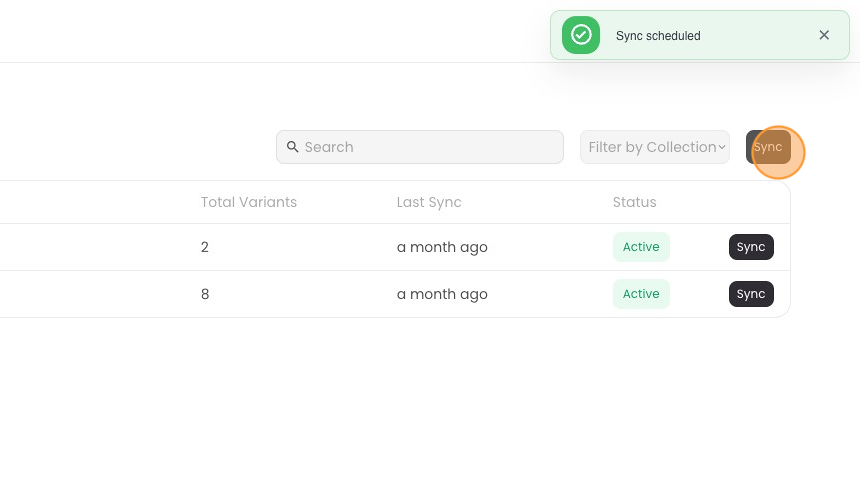 Sync scheduled
Search
Filter by Collection
Sync
Total Variants Last Sync Status
2 a month ago Active Sync
8 a month ago Active Sync